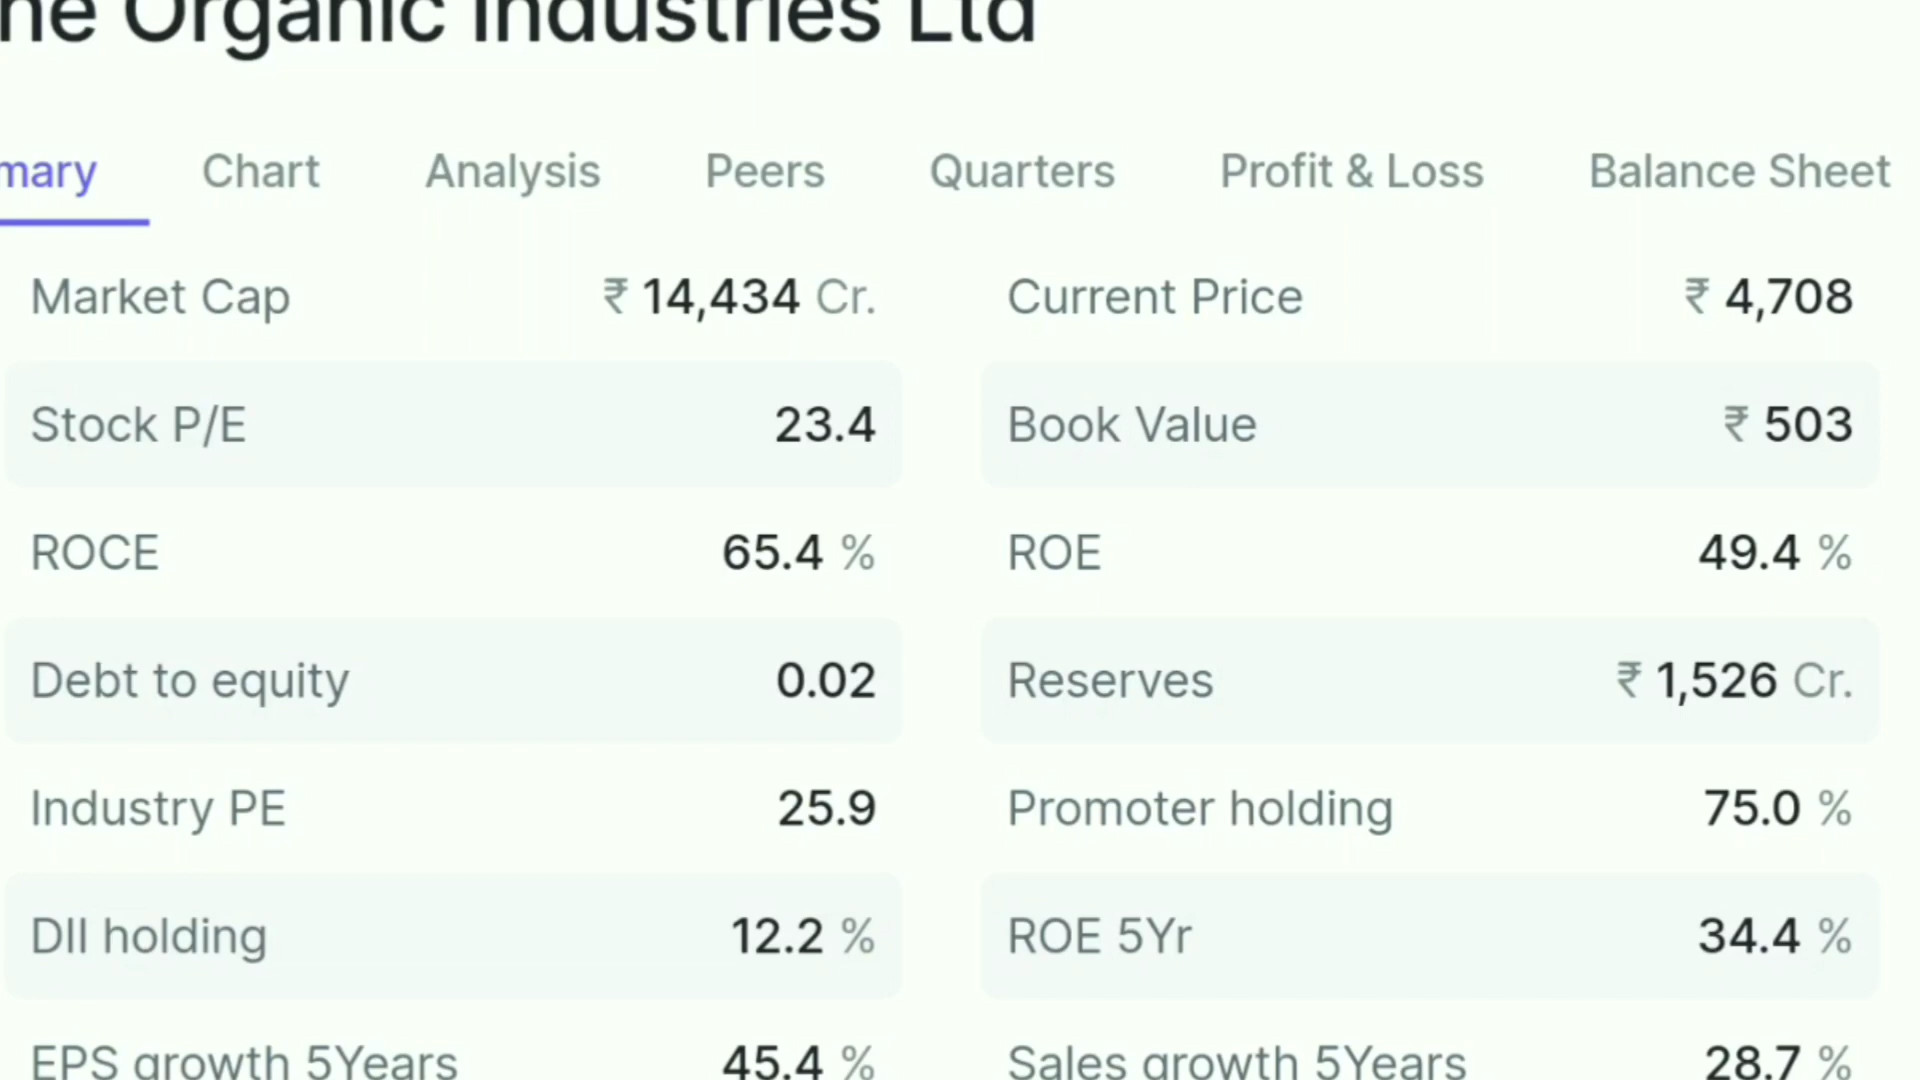 ne Organic Industries Ltd
mary Chart Analysis Peers Quarters Profit & Loss Balance Sheet
Market Cap ₹ 14,434 Cr. Current Price ₹ 4,708
Stock P/E 23.4 Book Value ₹ 503
ROCE 65.4 % ROE 49.4 %
Debt to equity 0.02 Reserves ₹ 1,526 Cr.
Industry PE 25.9 Promoter holding 75.0 %
DII holding 12.2 % ROE 5Yr 34.4 %
EPS growth 5Years 45.4 % Sales growth 5Years 28.7 %